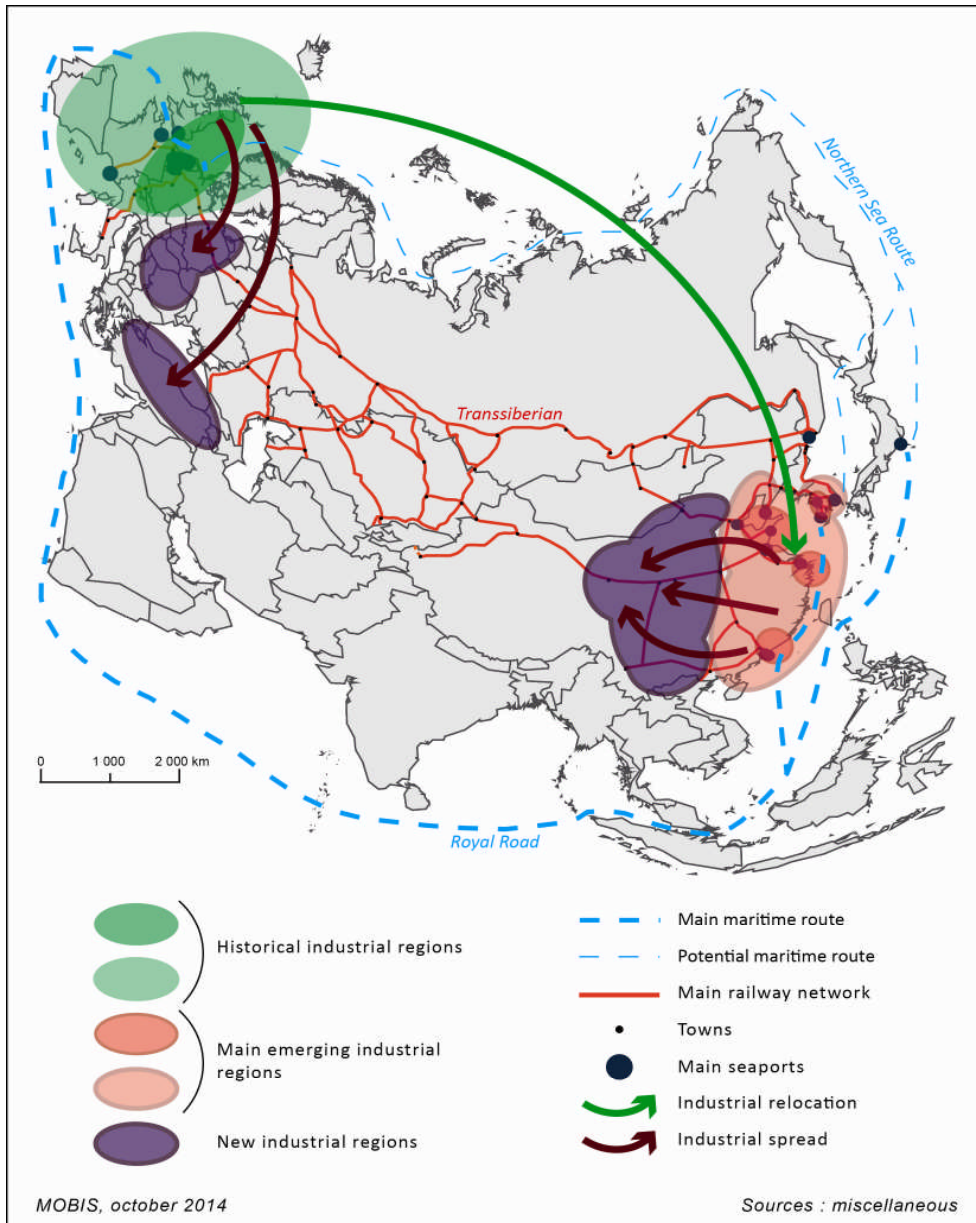 Northern Sea Route
Transsiberian
0 1 000 2 000 km
Royal Road
Historical industrial regions
Main emerging industrial
regions
New industrial regions
Main maritime route
Potential maritime route
Main railway network
Towns
Main seaports
Industrial relocation
Industrial spread
MOBIS, october 2014
Sources : miscellaneous